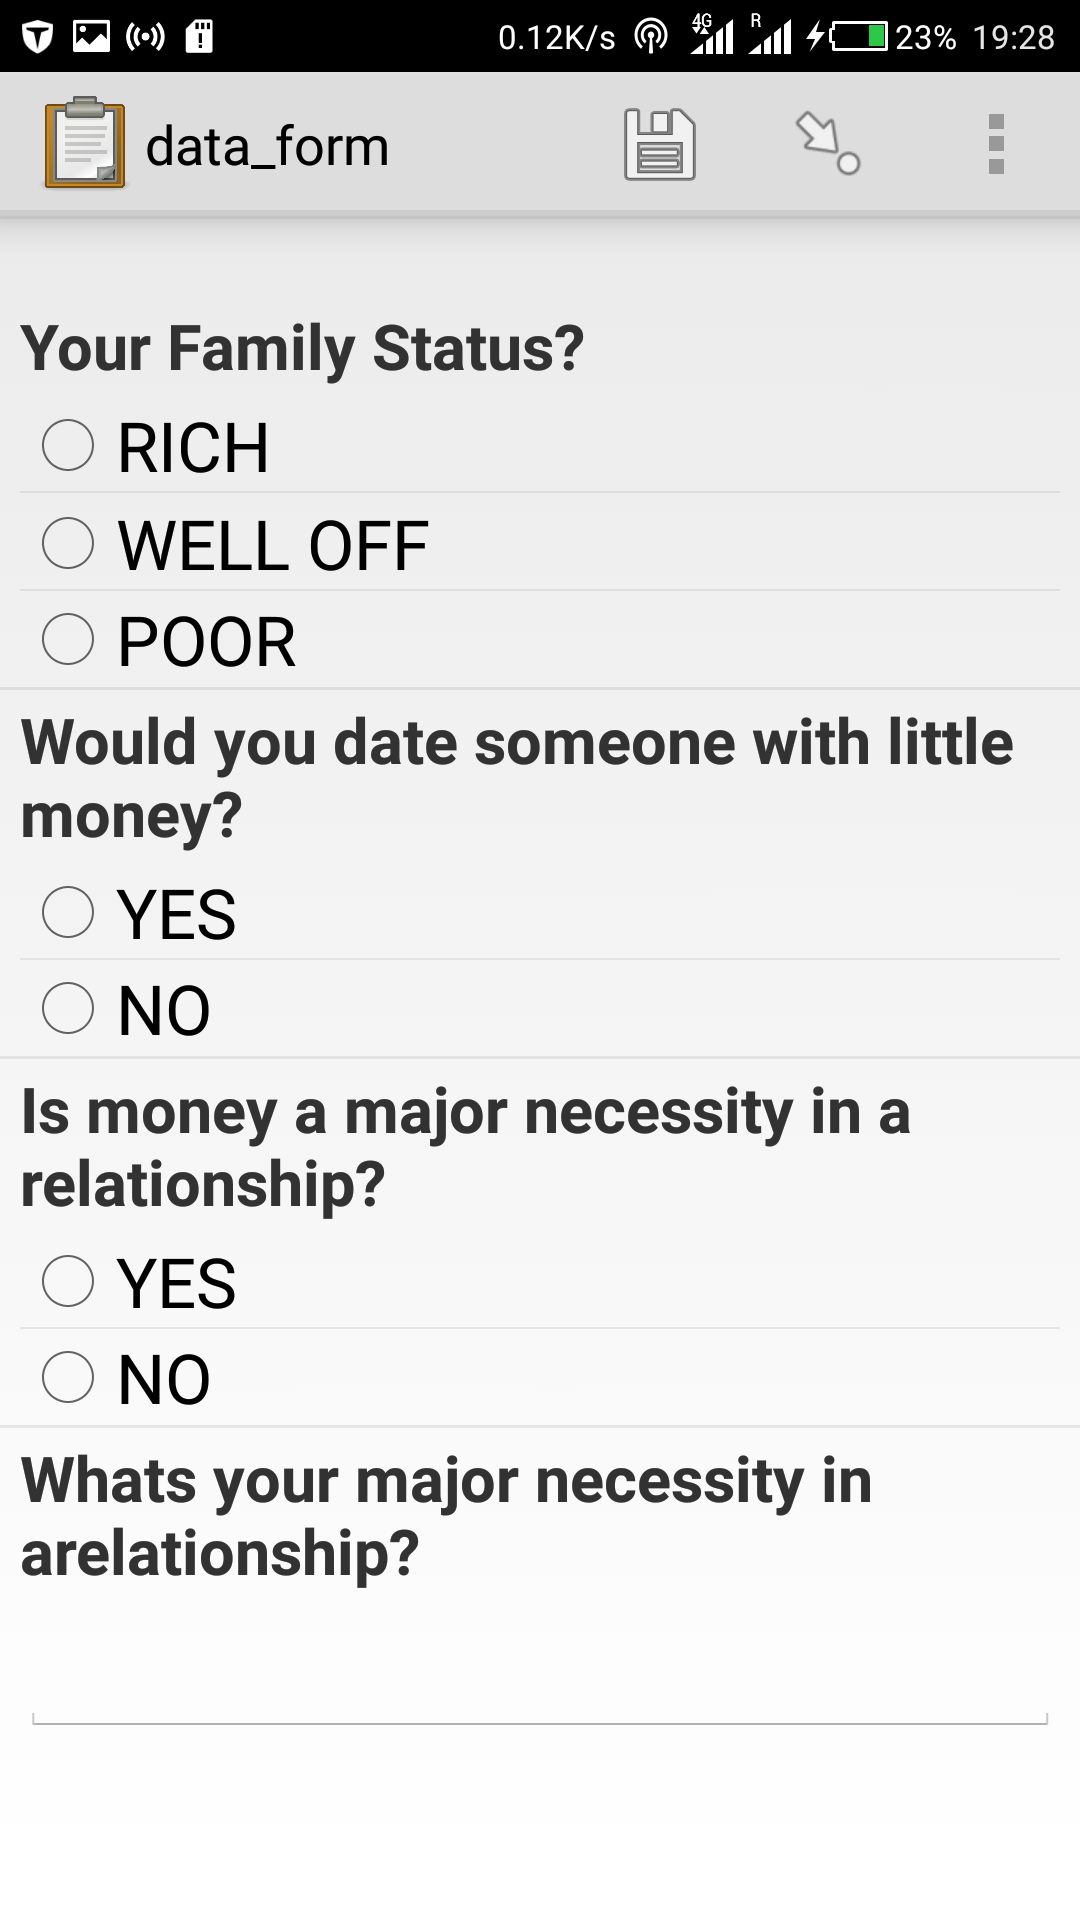 0.12K/s 4G R 23% 19:28
data_form
Your Family Status?
RICH
WELL OFF
POOR
Would you date someone with little
money?
YES
NO
Is money a major necessity in a
relationship?
YES
NO
Whats your major necessity in
arelationship?